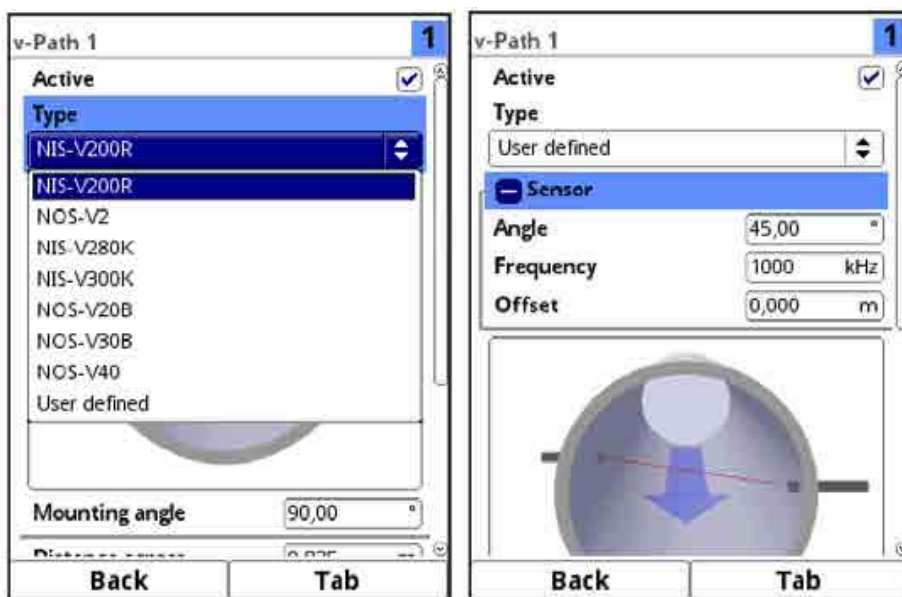 v-Path 1 1
Active
Type
NIS-V200R
NIS-V200R
NOS-V2
NIS-V280K
NIS-V300K
NOS-V20B
NOS-V30B
NOS-V40
User defined
Mounting angle 90,00 °
Back Tab
v-Path 1 1
Active
Type
User defined
Sensor
Angle 45,00 °
Frequency 1000 kHz
Offset 0,000 m
Back Tab